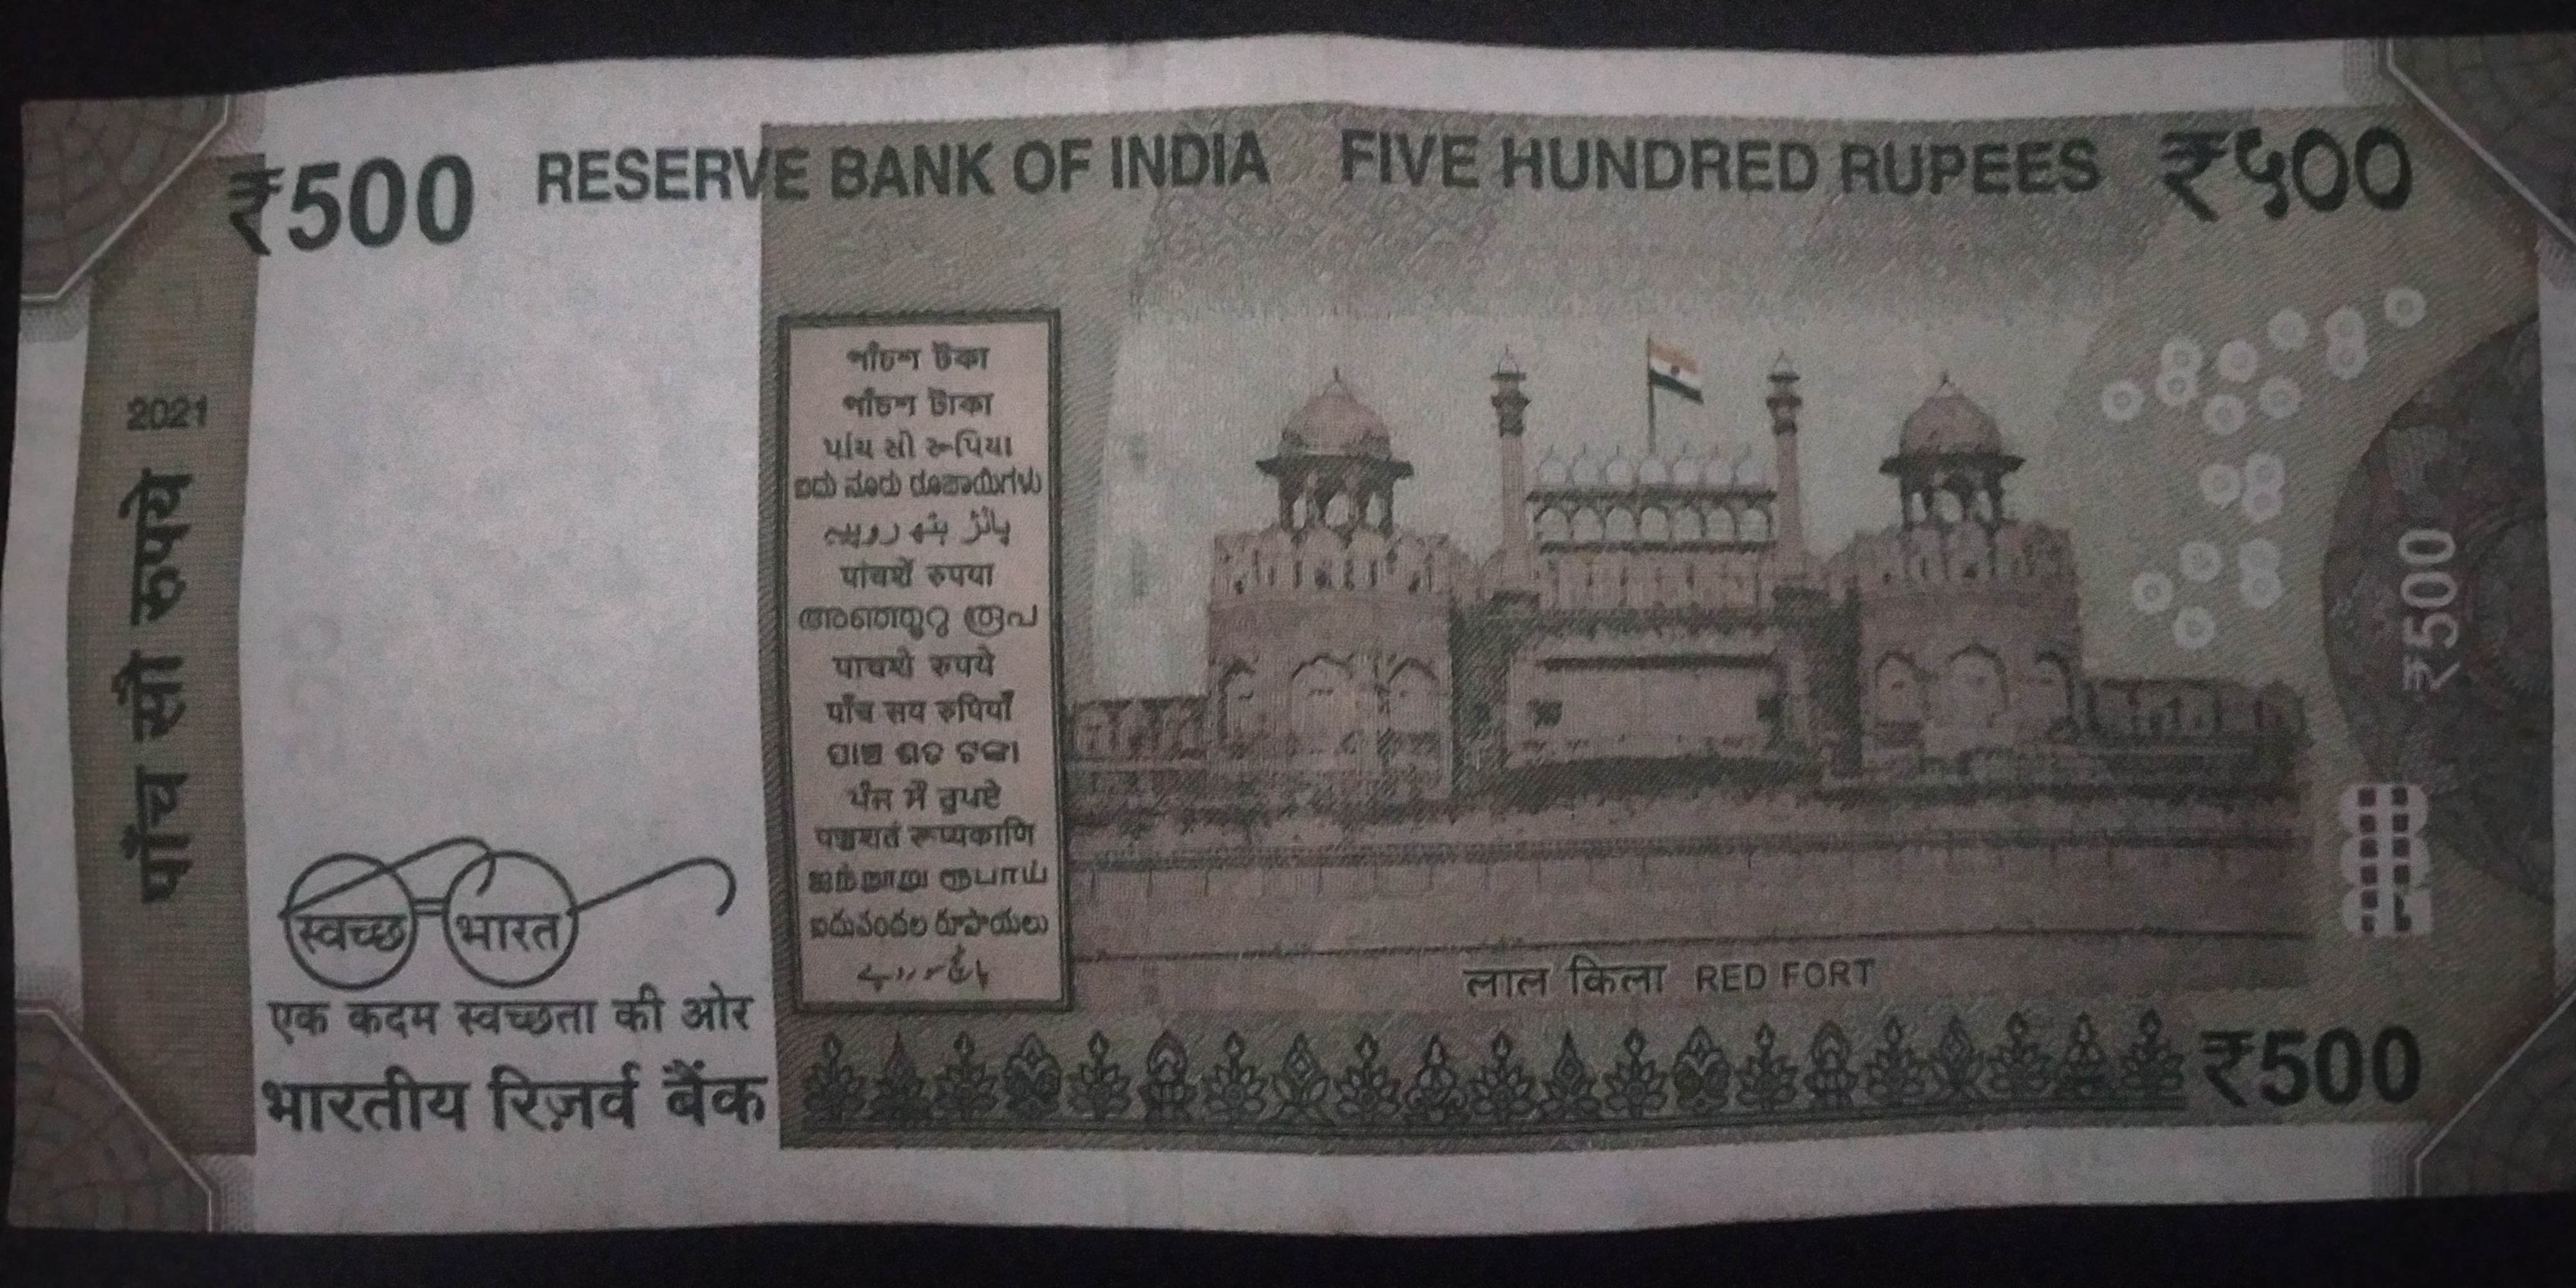 ₹500 RESERVE BANK OF INDIA FIVE HUNDRED RUPEES ₹५००
2021
पाँच सौ रुपये
পাঁচশ টকা
পাঁচশ টাকা
પાંચ સો રૂપિયા
ಐದು ನೂರು ರೂಪಾಯಿಗಳು
پانٛژ ہَتھ روپیہِ
पांचशें रुपया
അഞ്ഞൂറു രൂപ
पाचशे रुपये
पाँच सय रुपियाँ
ପାଞ୍ଚ ଶତ ଟଙ୍କା
ਪੰਜ ਸੌ ਰੁਪਏ
पञ्चशतं रूप्यकाणि
ஐந்நூறு ரூபாய்
ఐదువందల రూపాయలు
پانچ سو روپے
₹500
स्वच्छ भारत
एक कदम स्वच्छता की ओर
भारतीय रिज़र्व बैंक
लाल किला RED FORT
₹500